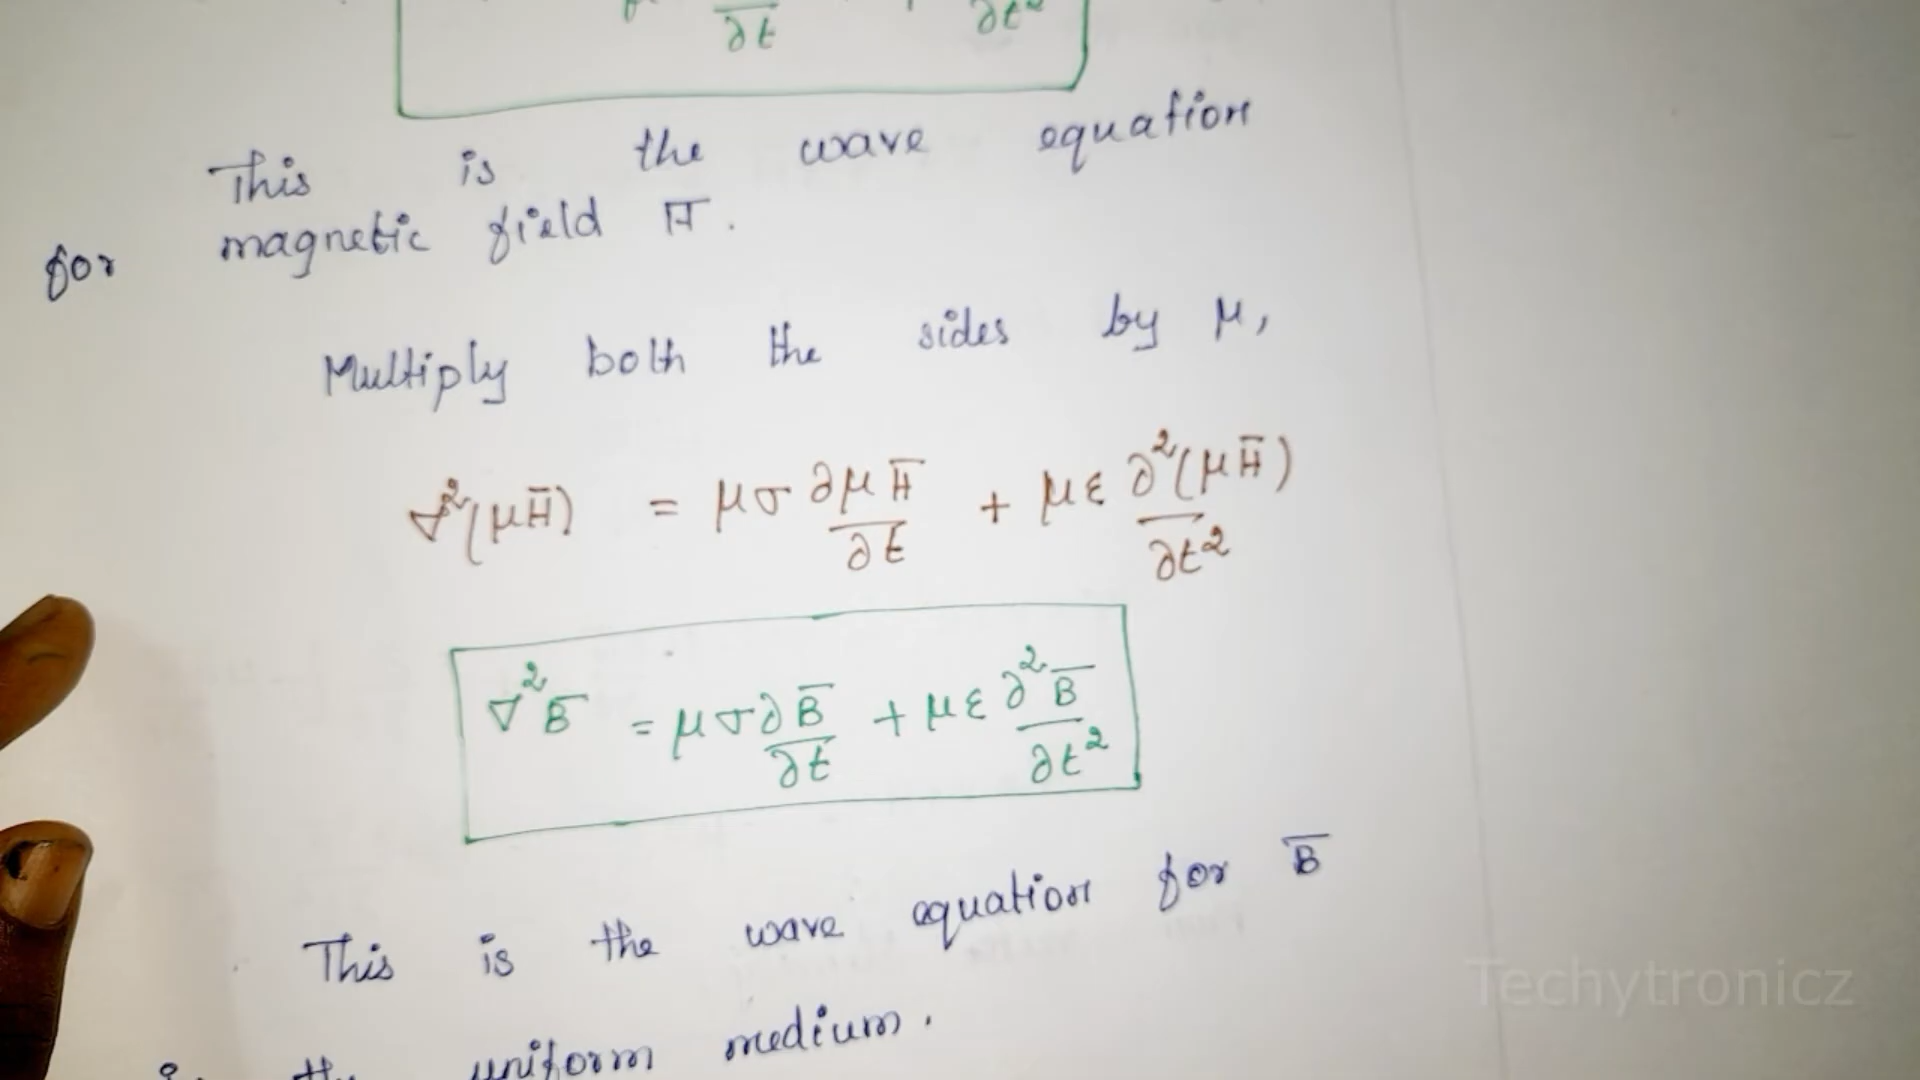 ∂t ∂t²
This is the wave equation
for magnetic field H̅.
Multiply both the sides by μ,
∇²(μH̅) = μσ ∂μH̅/∂t + με ∂²(μH̅)/∂t²
∇²B̅ = μσ ∂B̅/∂t + με ∂²B̅/∂t²
This is the wave equation for B̅
uniform medium.
Techytronicz